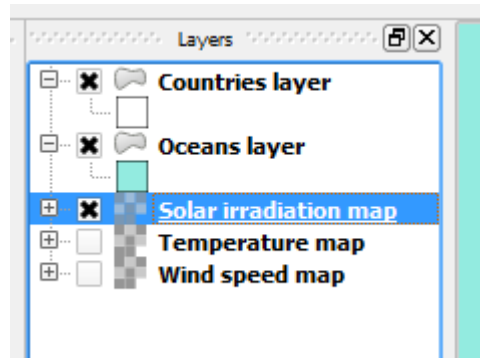 Layers
Countries layer
Oceans layer
Solar irradiation map
Temperature map
Wind speed map